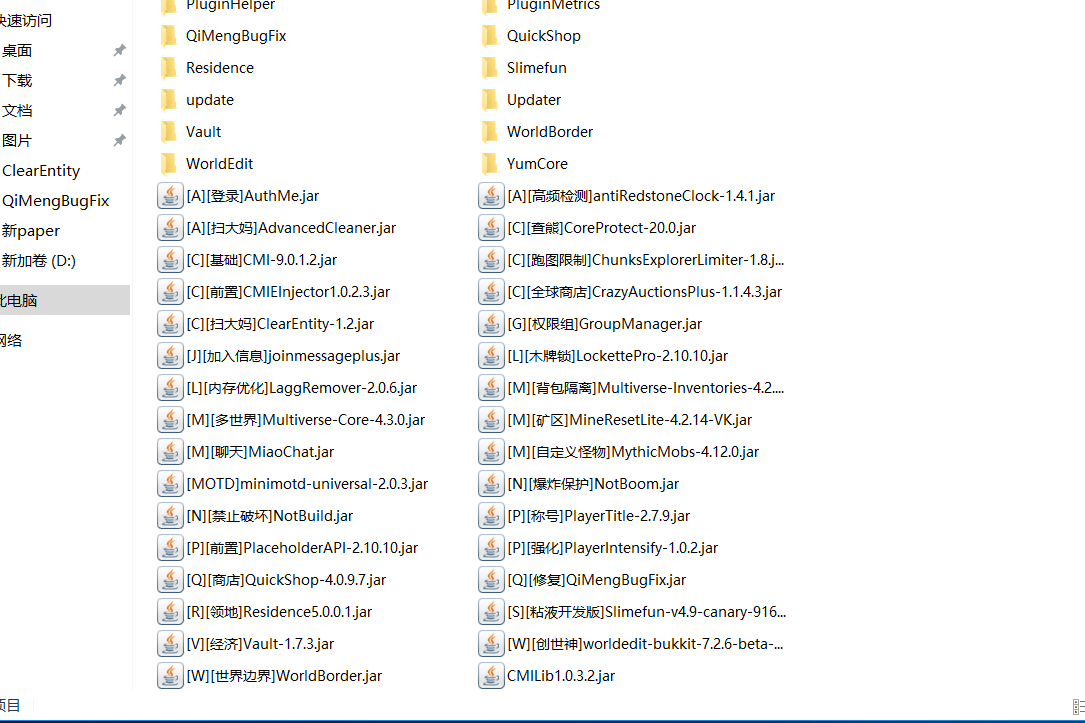 快速访问
桌面
下载
文档
图片
ClearEntity
QiMengBugFix
新paper
新加卷 (D:)
此电脑
网络
项目
PluginHelper
PluginMetrics
QiMengBugFix
QuickShop
Residence
Slimefun
update
Updater
Vault
WorldBorder
WorldEdit
YumCore
[A][登录]AuthMe.jar
[A][高频检测]antiRedstoneClock-1.4.1.jar
[A][扫大妈]AdvancedCleaner.jar
[C][查熊]CoreProtect-20.0.jar
[C][基础]CMI-9.0.1.2.jar
[C][跑图限制]ChunksExplorerLimiter-1.8.j...
[C][前置]CMIEInjector1.0.2.3.jar
[C][全球商店]CrazyAuctionsPlus-1.1.4.3.jar
[C][扫大妈]ClearEntity-1.2.jar
[G][权限组]GroupManager.jar
[J][加入信息]joinmessageplus.jar
[L][木牌锁]LockettePro-2.10.10.jar
[L][内存优化]LaggRemover-2.0.6.jar
[M][背包隔离]Multiverse-Inventories-4.2....
[M][多世界]Multiverse-Core-4.3.0.jar
[M][矿区]MineResetLite-4.2.14-VK.jar
[M][聊天]MiaoChat.jar
[M][自定义怪物]MythicMobs-4.12.0.jar
[MOTD]minimotd-universal-2.0.3.jar
[N][爆炸保护]NotBoom.jar
[N][禁止破坏]NotBuild.jar
[P][称号]PlayerTitle-2.7.9.jar
[P][前置]PlaceholderAPI-2.10.10.jar
[P][强化]PlayerIntensify-1.0.2.jar
[Q][商店]QuickShop-4.0.9.7.jar
[Q][修复]QiMengBugFix.jar
[R][领地]Residence5.0.0.1.jar
[S][粘液开发版]Slimefun-v4.9-canary-916...
[V][经济]Vault-1.7.3.jar
[W][创世神]worldedit-bukkit-7.2.6-beta-...
[W][世界边界]WorldBorder.jar
CMILib1.0.3.2.jar